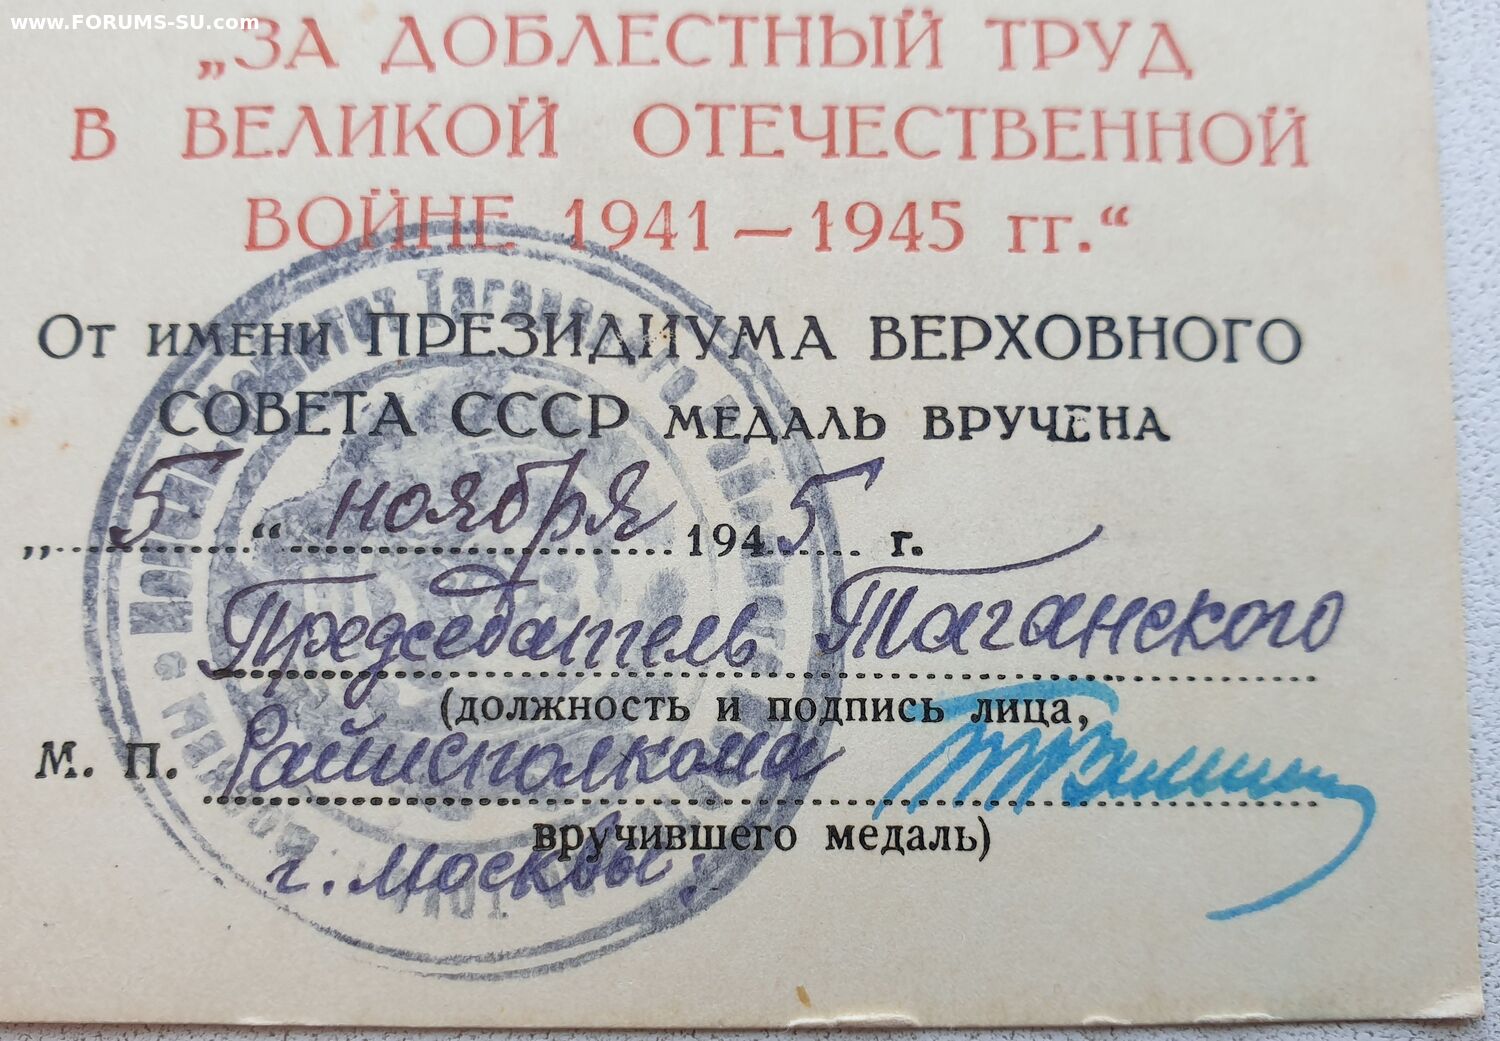 www.FORUMS-SU.com
„ЗА ДОБЛЕСТНЫЙ ТРУД
В ВЕЛИКОЙ ОТЕЧЕСТВЕННОЙ
ВОЙНЕ 1941—1945 гг.“
От имени ПРЕЗИДИУМА ВЕРХОВНОГО
СОВЕТА СССР МЕДАЛЬ ВРУЧЕНА
„ 5 “ ноября 1945 г.
Председатель Таганского
(должность и подпись лица,
М. П. Райисполкома
вручившего медаль)
г. Москвы.